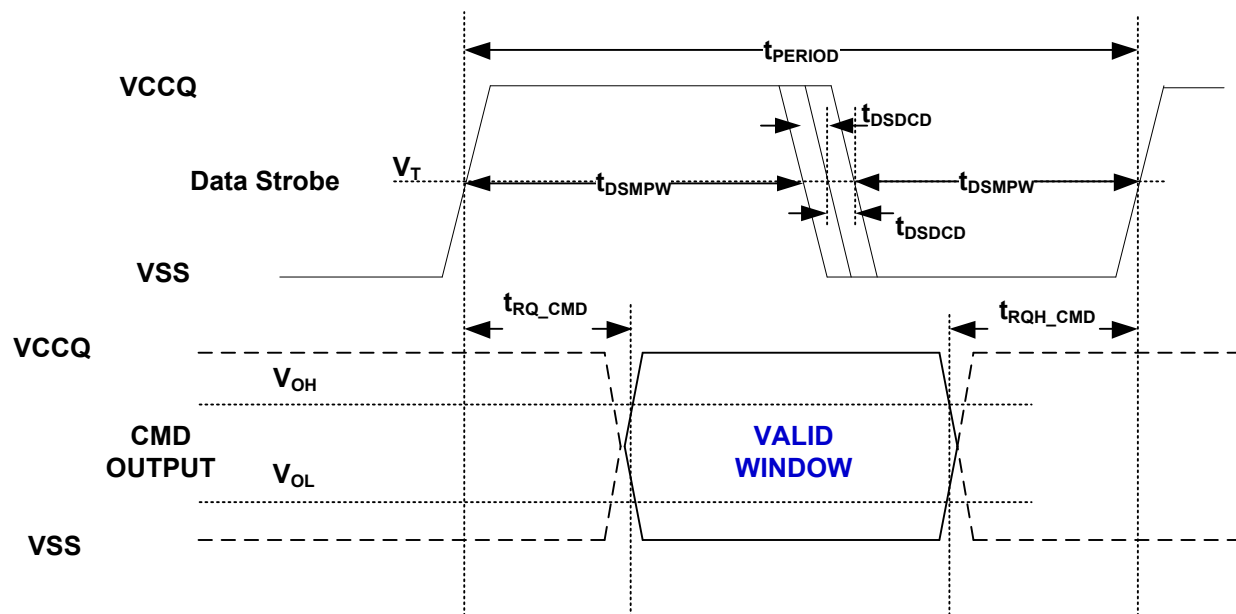 tPERIOD
VCCQ
tDSDCD
VT
Data Strobe
tDSMPW
tDSMPW
tDSDCD
VSS
tRQ_CMD
tRQH_CMD
VCCQ
VOH
CMD
OUTPUT
VALID
WINDOW
VOL
VSS